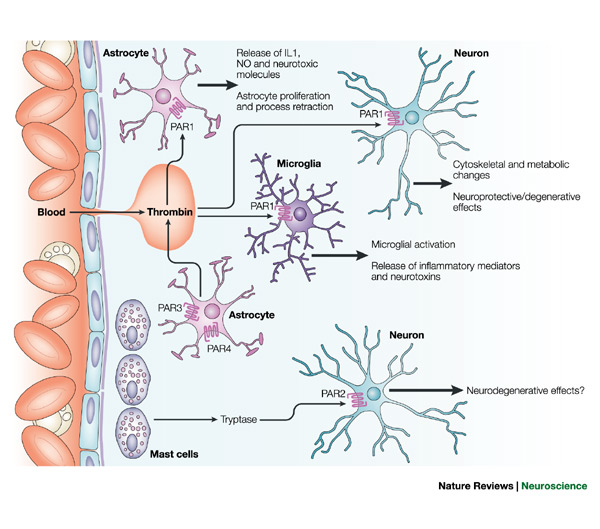 Astrocyte
Release of IL1,
NO and neurotoxic
molecules
Astrocyte proliferation
and process retraction
PAR1
Neuron
PAR1
Cytoskeletal and metabolic
changes
Neuroprotective/degenerative
effects
Microglia
PAR1
Blood
Thrombin
Microglial activation
Release of inflammatory mediators
and neurotoxins
PAR3
Astrocyte
PAR4
Neuron
PAR2
Neurodegenerative effects?
Tryptase
Mast cells
Nature Reviews | Neuroscience